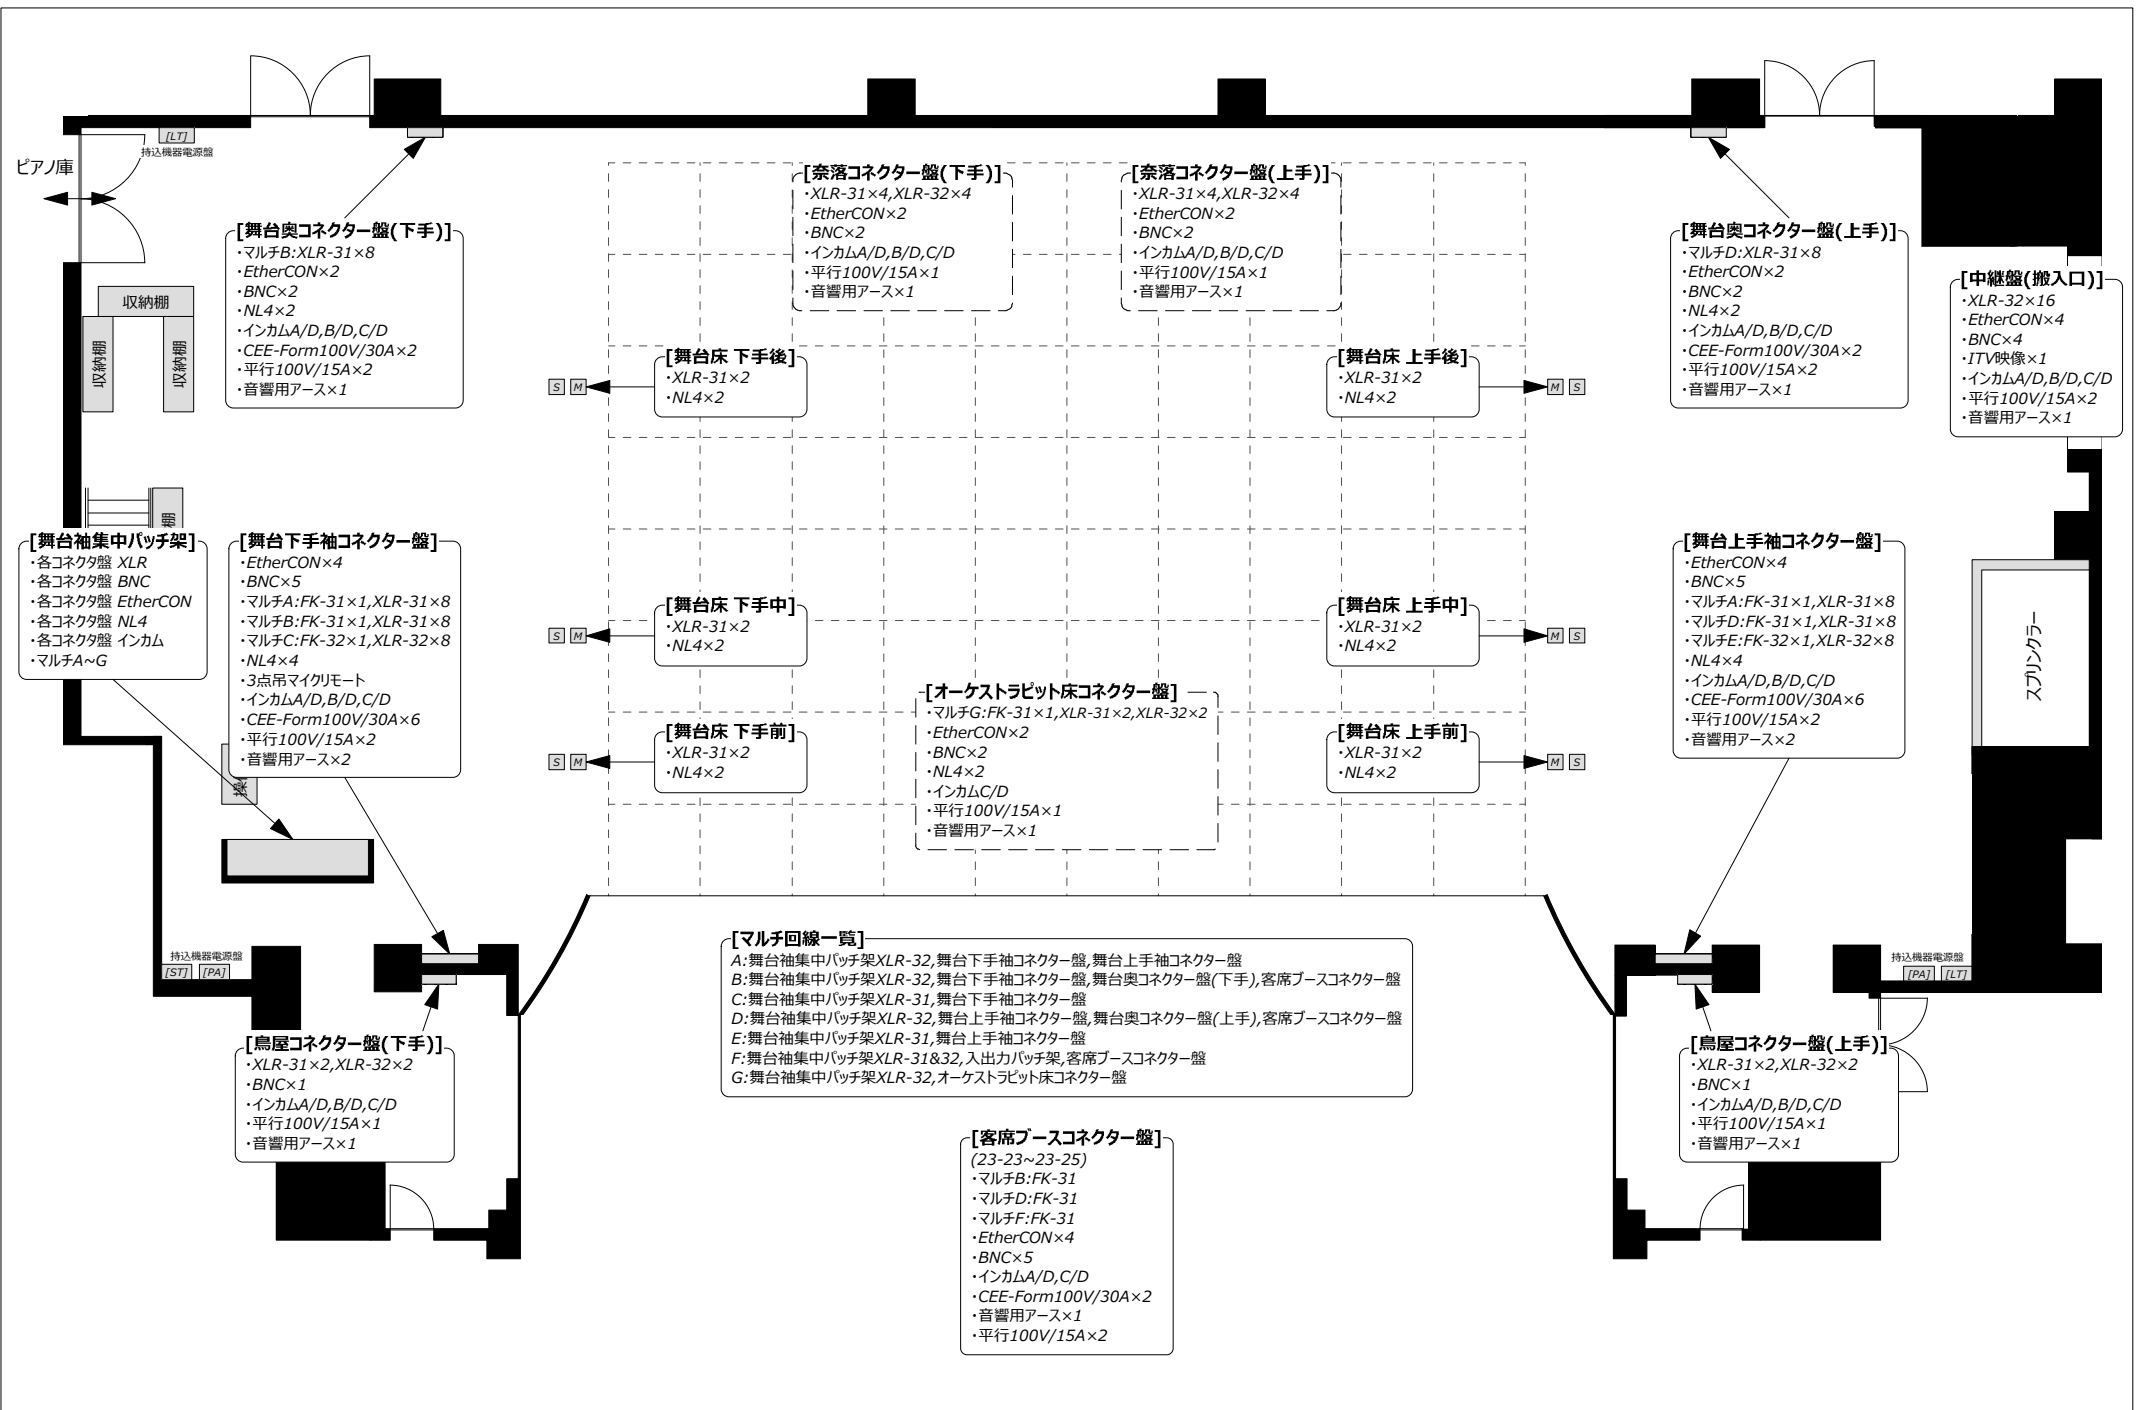 [LT]
持込機器電源盤
ピアノ庫
収納棚
収納棚
収納棚
棚
[舞台奥コネクター盤(下手)]
・マルチB:XLR-31×8
・EtherCON×2
・BNC×2
・NL4×2
・インカムA/D,B/D,C/D
・CEE-Form100V/30A×2
・平行100V/15A×2
・音響用アース×1
[奈落コネクター盤(下手)]
・XLR-31×4,XLR-32×4
・EtherCON×2
・BNC×2
・インカムA/D,B/D,C/D
・平行100V/15A×1
・音響用アース×1
[奈落コネクター盤(上手)]
・XLR-31×4,XLR-32×4
・EtherCON×2
・BNC×2
・インカムA/D,B/D,C/D
・平行100V/15A×1
・音響用アース×1
[舞台奥コネクター盤(上手)]
・マルチD:XLR-31×8
・EtherCON×2
・BNC×2
・NL4×2
・インカムA/D,B/D,C/D
・CEE-Form100V/30A×2
・平行100V/15A×2
・音響用アース×1
[中継盤(搬入口)]
・XLR-32×16
・EtherCON×4
・BNC×4
・ITV映像×1
・インカムA/D,B/D,C/D
・平行100V/15A×2
・音響用アース×1
S M
[舞台床 下手後]
・XLR-31×2
・NL4×2
[舞台床 上手後]
・XLR-31×2
・NL4×2
M S
[舞台袖集中パッチ架]
・各コネクタ盤 XLR
・各コネクタ盤 BNC
・各コネクタ盤 EtherCON
・各コネクタ盤 NL4
・各コネクタ盤 インカム
・マルチA~G
[舞台下手袖コネクター盤]
・EtherCON×4
・BNC×5
・マルチA:FK-31×1,XLR-31×8
・マルチB:FK-31×1,XLR-31×8
・マルチC:FK-32×1,XLR-32×8
・NL4×4
・3点吊マイクリモート
・インカムA/D,B/D,C/D
・CEE-Form100V/30A×6
・平行100V/15A×2
・音響用アース×2
操
S M
[舞台床 下手中]
・XLR-31×2
・NL4×2
[舞台床 上手中]
・XLR-31×2
・NL4×2
M S
[舞台上手袖コネクター盤]
・EtherCON×4
・BNC×5
・マルチA:FK-31×1,XLR-31×8
・マルチD:FK-31×1,XLR-31×8
・マルチE:FK-32×1,XLR-32×8
・NL4×4
・インカムA/D,B/D,C/D
・CEE-Form100V/30A×6
・平行100V/15A×2
・音響用アース×2
スプリンクラー
S M
[舞台床 下手前]
・XLR-31×2
・NL4×2
[オーケストラピット床コネクター盤]
・マルチG:FK-31×1,XLR-31×2,XLR-32×2
・EtherCON×2
・BNC×2
・NL4×2
・インカムC/D
・平行100V/15A×1
・音響用アース×1
[舞台床 上手前]
・XLR-31×2
・NL4×2
M S
持込機器電源盤
[ST] [PA]
[マルチ回線一覧]
A:舞台袖集中パッチ架XLR-32,舞台下手袖コネクター盤,舞台上手袖コネクター盤
B:舞台袖集中パッチ架XLR-32,舞台下手袖コネクター盤,舞台奥コネクター盤(下手),客席ブースコネクター盤
C:舞台袖集中パッチ架XLR-31,舞台下手袖コネクター盤
D:舞台袖集中パッチ架XLR-32,舞台上手袖コネクター盤,舞台奥コネクター盤(上手),客席ブースコネクター盤
E:舞台袖集中パッチ架XLR-31,舞台上手袖コネクター盤
F:舞台袖集中パッチ架XLR-31&32,入出力パッチ架,客席ブースコネクター盤
G:舞台袖集中パッチ架XLR-32,オーケストラピット床コネクター盤
持込機器電源盤
[PA] [LT]
[鳥屋コネクター盤(下手)]
・XLR-31×2,XLR-32×2
・BNC×1
・インカムA/D,B/D,C/D
・平行100V/15A×1
・音響用アース×1
[鳥屋コネクター盤(上手)]
・XLR-31×2,XLR-32×2
・BNC×1
・インカムA/D,B/D,C/D
・平行100V/15A×1
・音響用アース×1
[客席ブースコネクター盤]
(23-23~23-25)
・マルチB:FK-31
・マルチD:FK-31
・マルチF:FK-31
・EtherCON×4
・BNC×5
・インカムA/D,C/D
・CEE-Form100V/30A×2
・音響用アース×1
・平行100V/15A×2